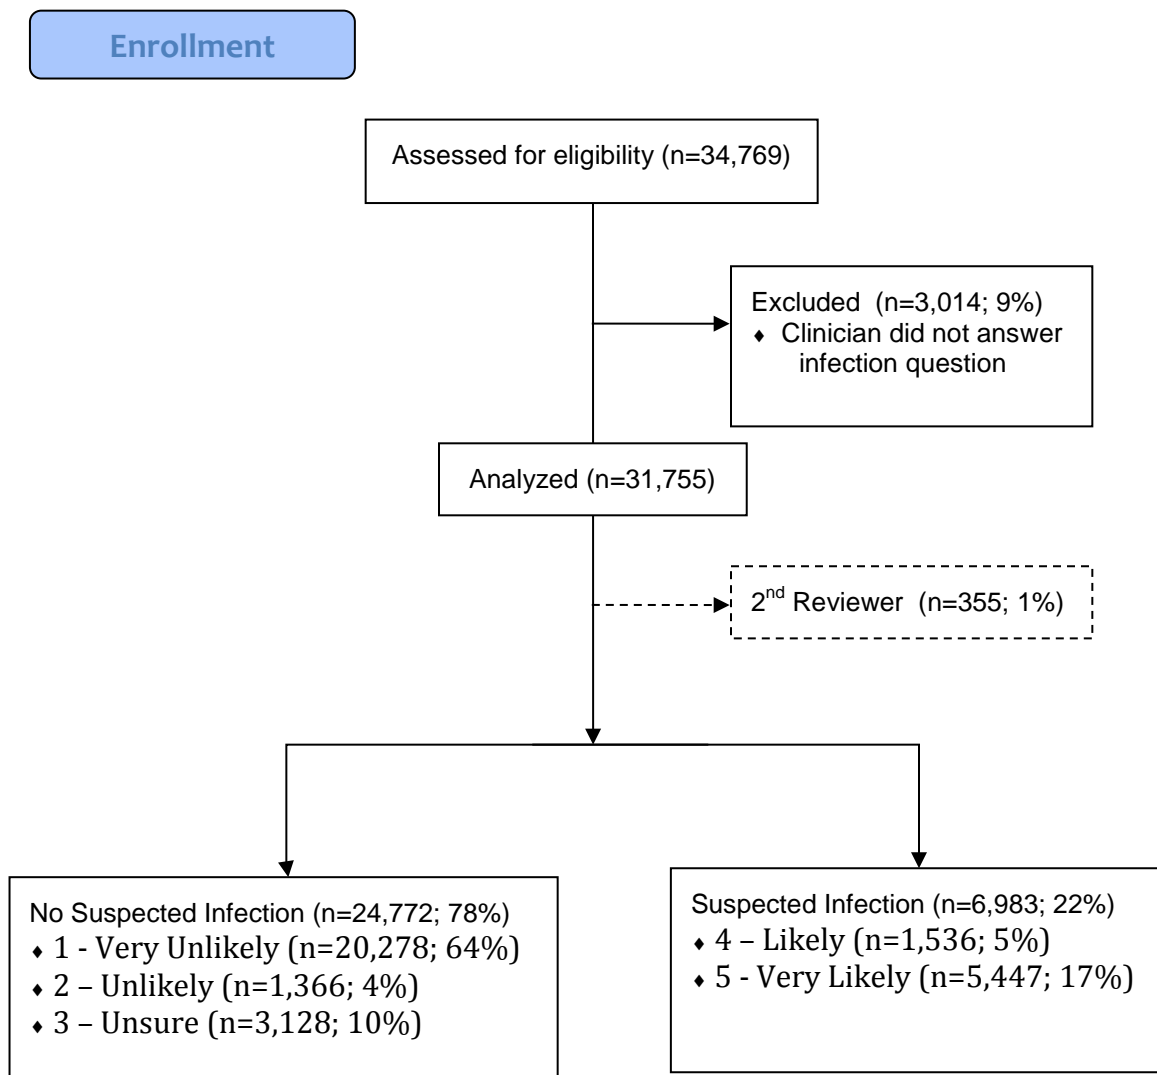 Enrollment
Assessed for eligibility (n=34,769)
Excluded  (n=3,014; 9%)
♦ Clinician did not answer
infection question
Analyzed (n=31,755)
2nd Reviewer  (n=355; 1%)
No Suspected Infection (n=24,772; 78%)
♦ 1 - Very Unlikely (n=20,278; 64%)
♦ 2 – Unlikely (n=1,366; 4%)
♦ 3 – Unsure (n=3,128; 10%)
Suspected Infection (n=6,983; 22%)
♦ 4 – Likely (n=1,536; 5%)
♦ 5 - Very Likely (n=5,447; 17%)